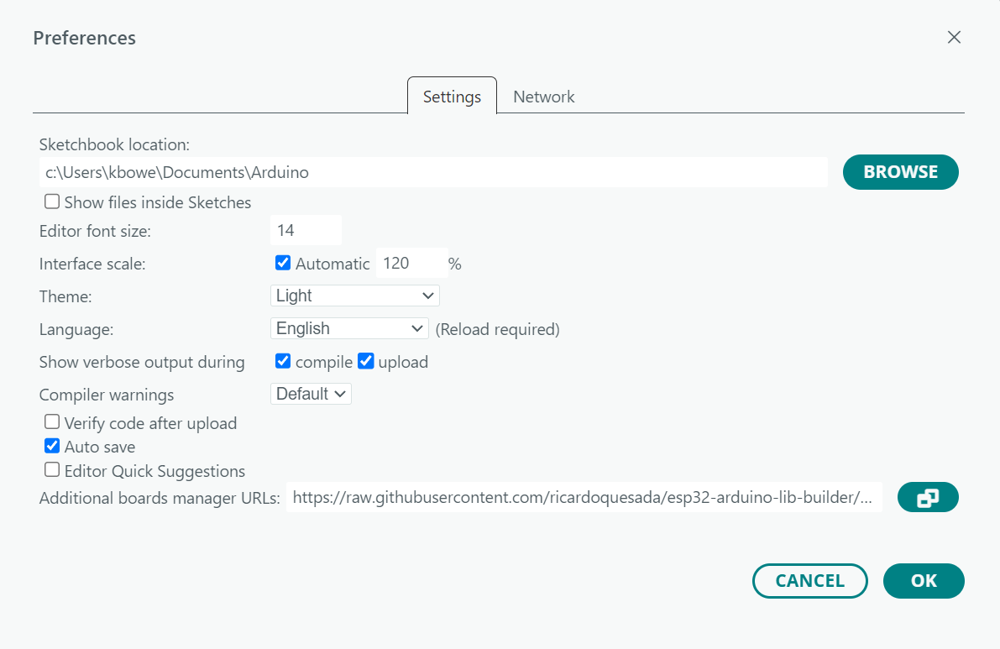 Preferences
Settings Network
Sketchbook location:
c:\Users\kbowe\Documents\Arduino
BROWSE
Show files inside Sketches
Editor font size: 14
Interface scale: Automatic 120 %
Theme: Light
Language: English (Reload required)
Show verbose output during compile upload
Compiler warnings Default
Verify code after upload
Auto save
Editor Quick Suggestions
Additional boards manager URLs: https://raw.githubusercontent.com/ricardoquesada/esp32-arduino-lib-builder/...
CANCEL OK